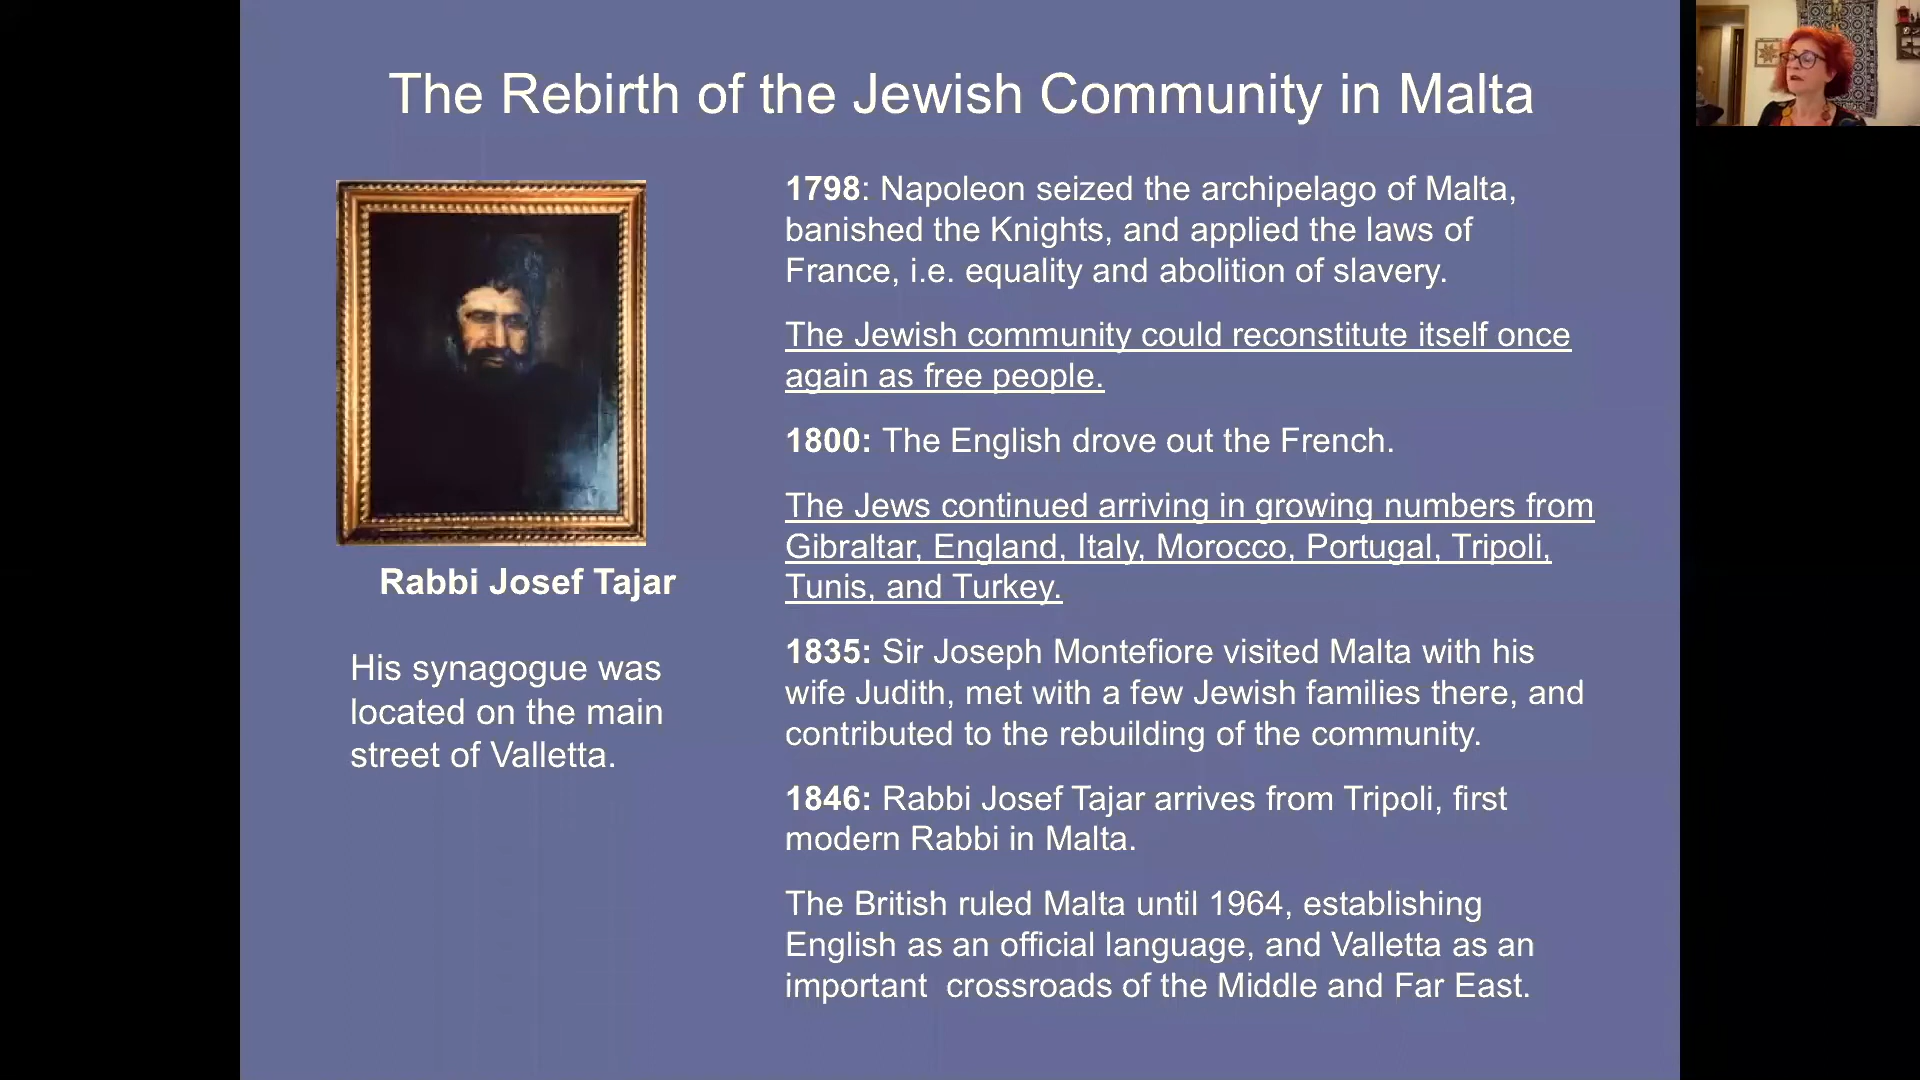 The Rebirth of the Jewish Community in Malta
Rabbi Josef Tajar
His synagogue was
located on the main
street of Valletta.
1798: Napoleon seized the archipelago of Malta,
banished the Knights, and applied the laws of
France, i.e. equality and abolition of slavery.
The Jewish community could reconstitute itself once
again as free people.
1800: The English drove out the French.
The Jews continued arriving in growing numbers from
Gibraltar, England, Italy, Morocco, Portugal, Tripoli,
Tunis, and Turkey.
1835: Sir Joseph Montefiore visited Malta with his
wife Judith, met with a few Jewish families there, and
contributed to the rebuilding of the community.
1846: Rabbi Josef Tajar arrives from Tripoli, first
modern Rabbi in Malta.
The British ruled Malta until 1964, establishing
English as an official language, and Valletta as an
important  crossroads of the Middle and Far East.